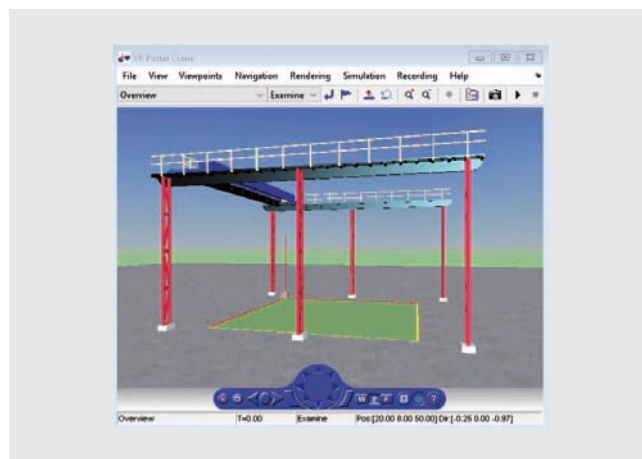 VR Portal Crane
File View Viewpoints Navigation Rendering Simulation Recording Help
Overview Examine
Overview T=0.00 Examine Pos:[20.00 8.00 50.00] Dir:[-0.25 0.00 -0.97]